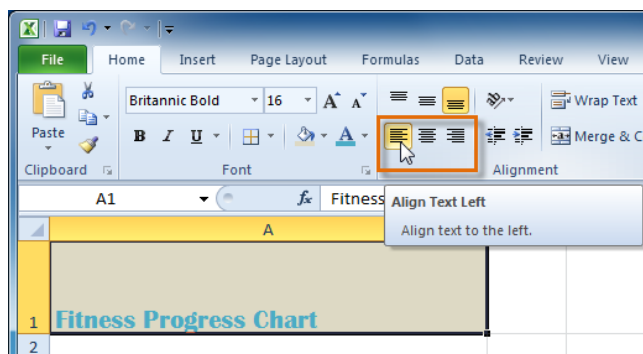 File Home Insert Page Layout Formulas Data Review View
Britannic Bold 16 A A Wrap Text
Paste B I U A Merge & C
Clipboard Font Alignment
A1 fx Fitness
Align Text Left
Align text to the left.
A
1 Fitness Progress Chart
2